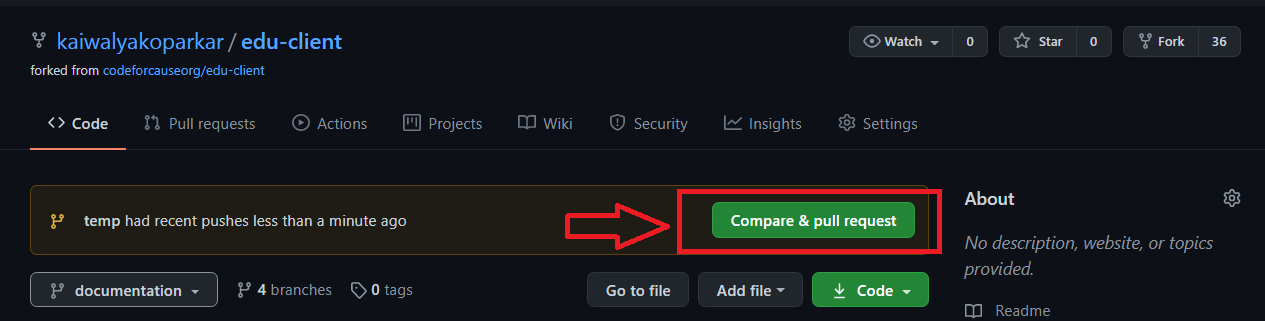 kaiwalyakoparkar / edu-client
Watch 0 Star 0 Fork 36
forked from codeforcauseorg/edu-client
Code Pull requests Actions Projects Wiki Security Insights Settings
temp had recent pushes less than a minute ago Compare & pull request
documentation 4 branches 0 tags Go to file Add file Code
About
No description, website, or topics
provided.
Readme